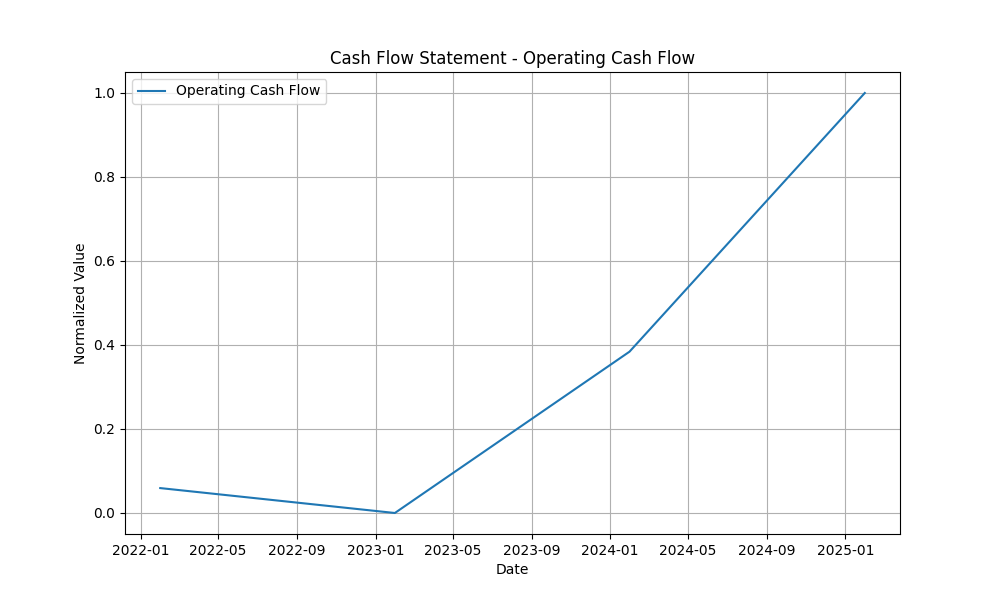 Cash Flow Statement - Operating Cash Flow
Operating Cash Flow
1.0
0.8
0.6
0.4
0.2
0.0
Normalized Value
2022-01 2022-05 2022-09 2023-01 2023-05 2023-09 2024-01 2024-05 2024-09 2025-01
Date